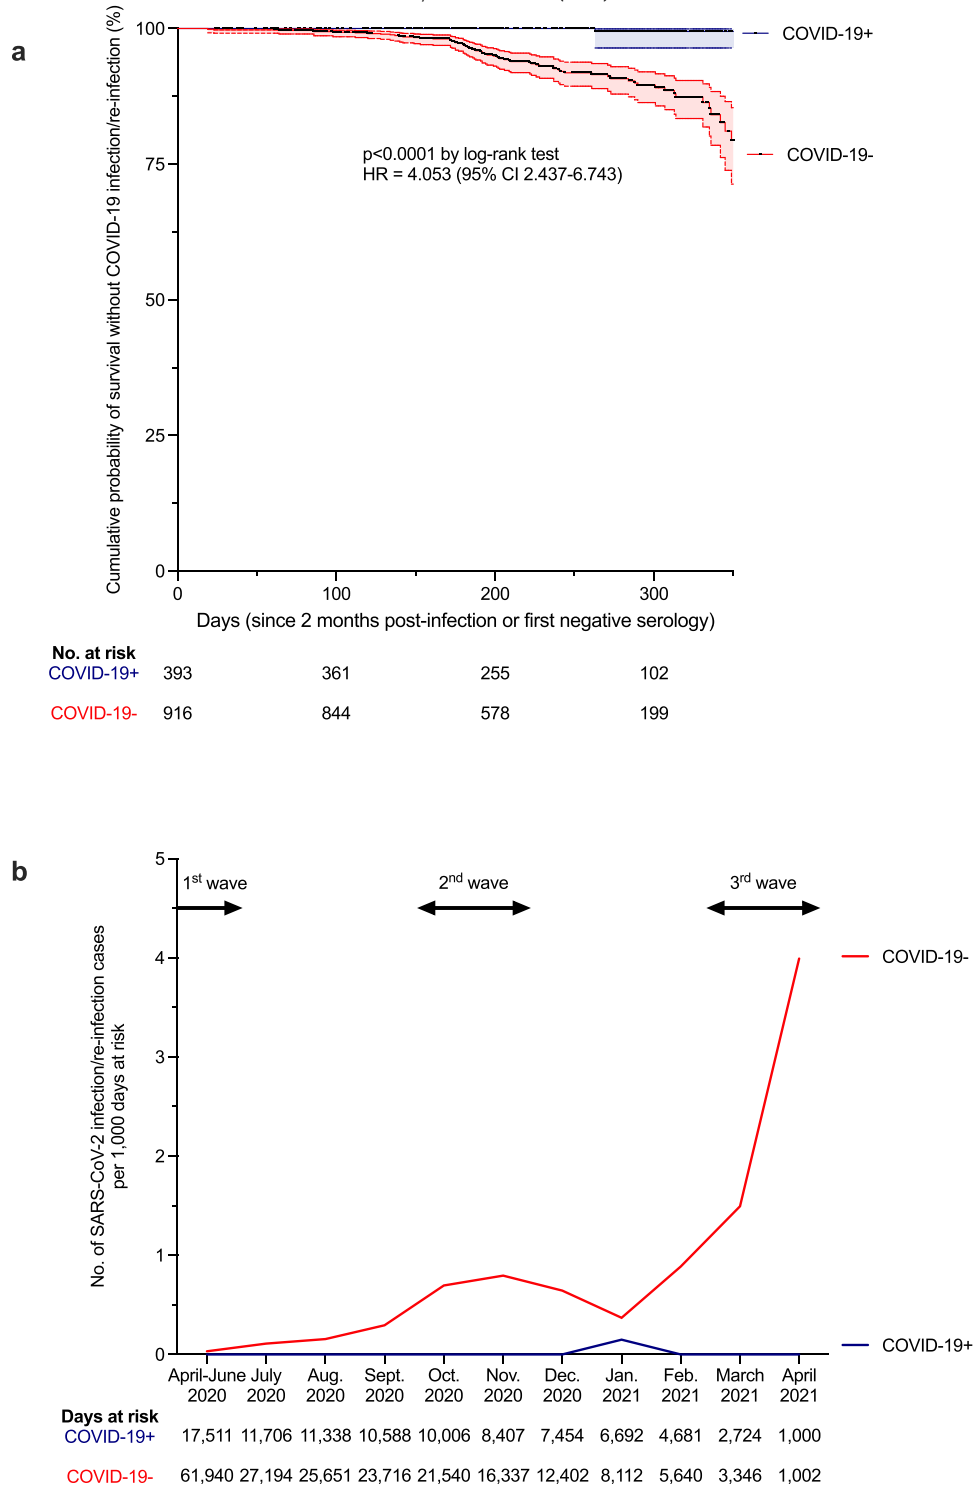 a
Cumulative probability of survival without COVID-19 infection/re-infection (%)
100
75
50
25
0
COVID-19+
COVID-19-
p<0.0001 by log-rank test
HR = 4.053 (95% CI 2.437-6.743)
0 100 200 300
Days (since 2 months post-infection or first negative serology)
No. at risk
COVID-19+ 393 361 255 102
COVID-19- 916 844 578 199
b
No. of SARS-CoV-2 infection/re-infection cases
per 1,000 days at risk
5
4
3
2
1
0
1st wave 2nd wave 3rd wave
COVID-19-
COVID-19+
April-June July Aug. Sept. Oct. Nov. Dec. Jan. Feb. March April
2020 2020 2020 2020 2020 2020 2020 2021 2021 2021 2021
Days at risk
COVID-19+ 17,511 11,706 11,338 10,588 10,006 8,407 7,454 6,692 4,681 2,724 1,000
COVID-19- 61,940 27,194 25,651 23,716 21,540 16,337 12,402 8,112 5,640 3,346 1,002